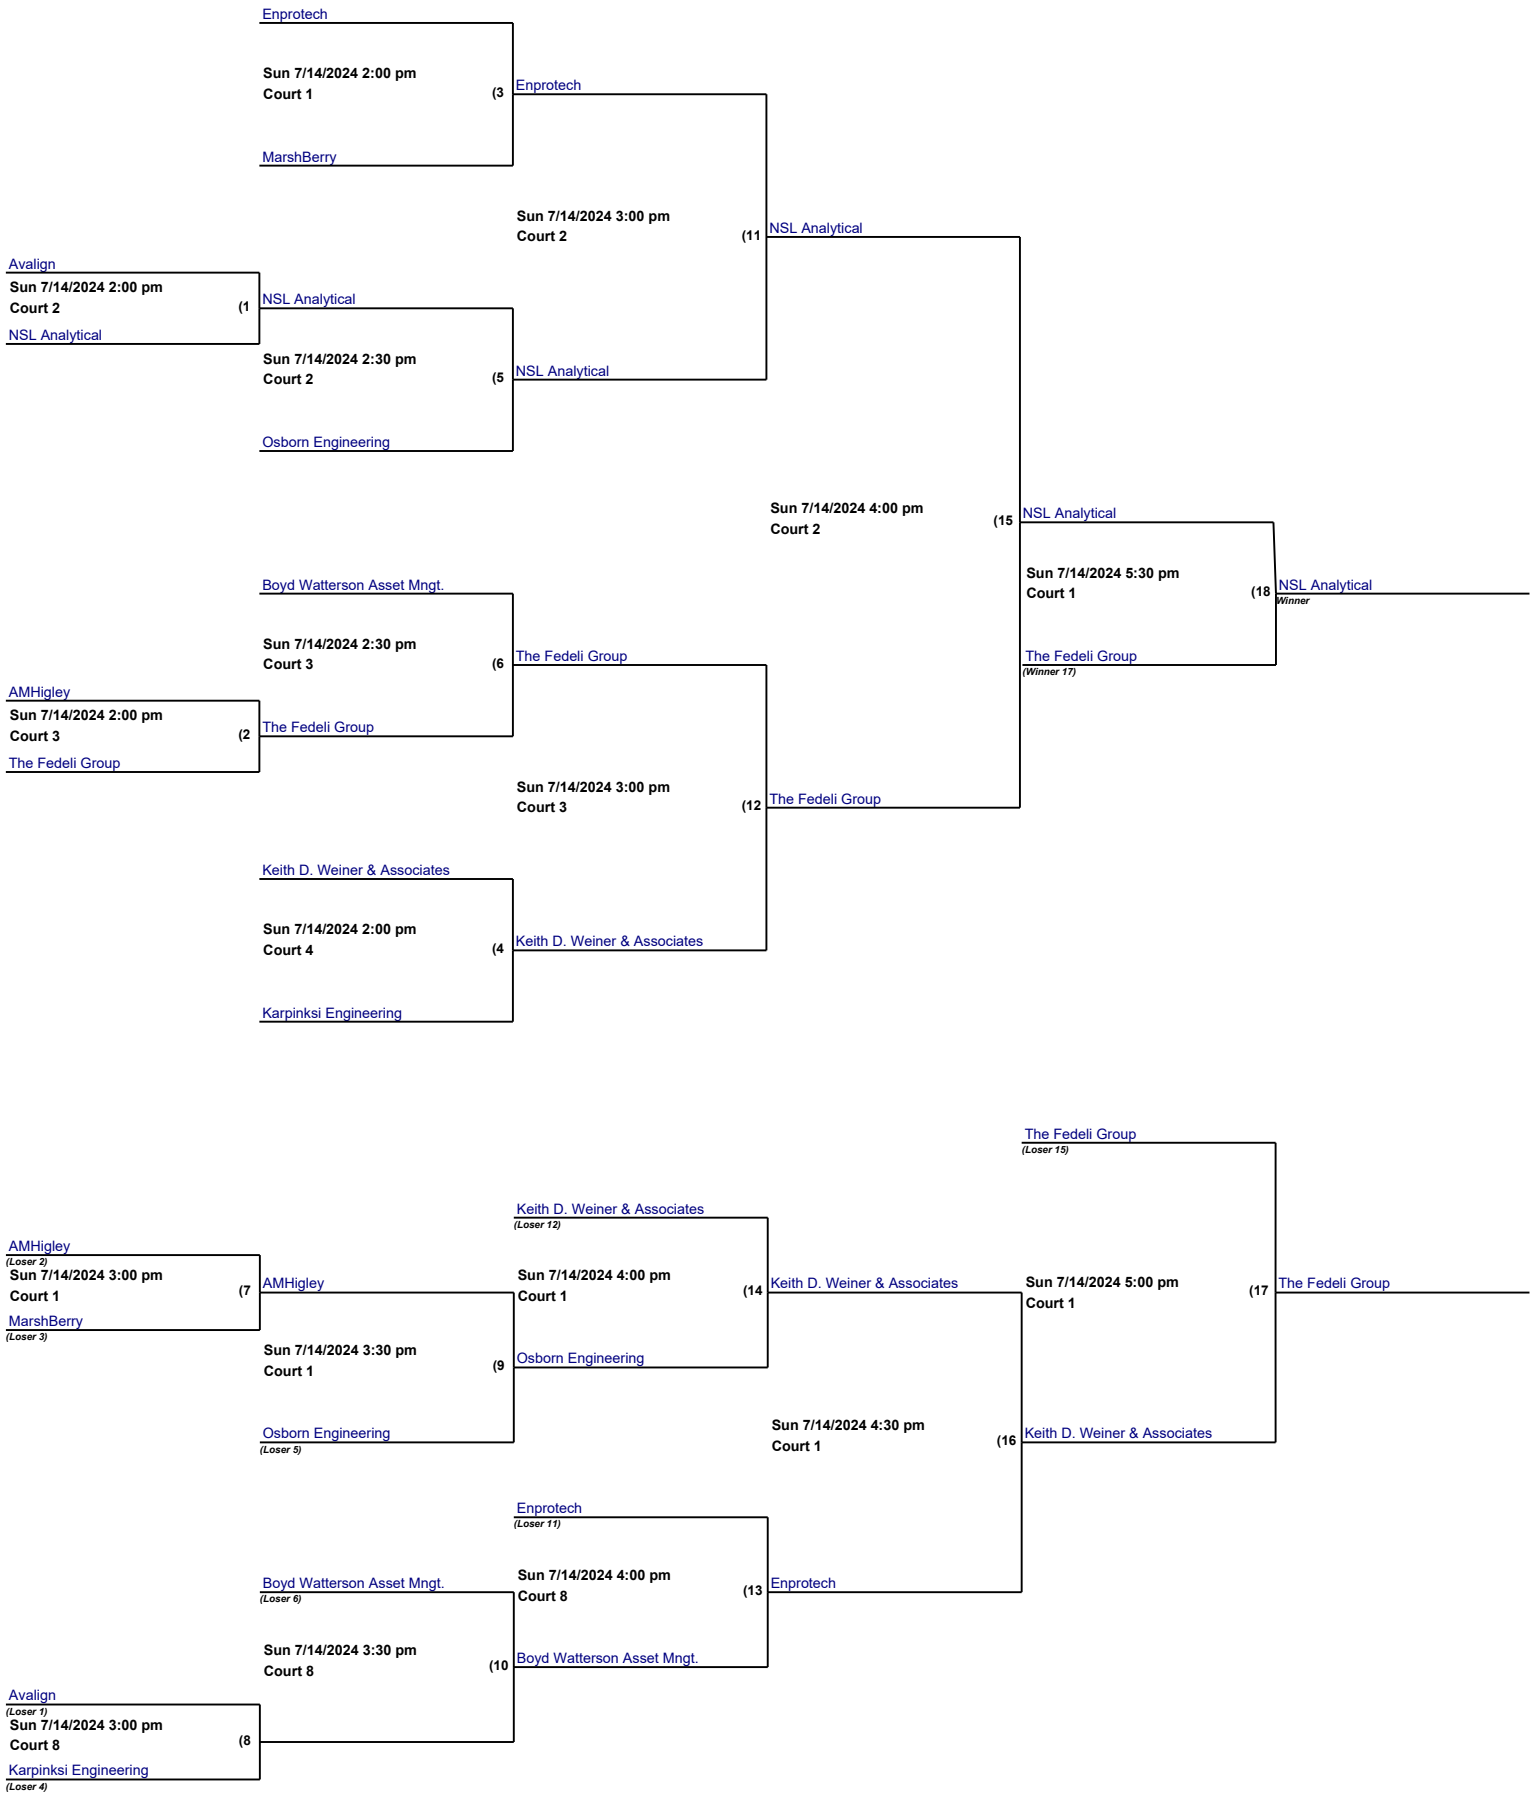 Enprotech
Sun 7/14/2024 2:00 pm
Court 1
(3
Enprotech
MarshBerry
Sun 7/14/2024 3:00 pm
Court 2
(11
NSL Analytical
Avalign
Sun 7/14/2024 2:00 pm
Court 2
(1
NSL Analytical
NSL Analytical
Sun 7/14/2024 2:30 pm
Court 2
(5
NSL Analytical
Osborn Engineering
Sun 7/14/2024 4:00 pm
Court 2
(15
NSL Analytical
Boyd Watterson Asset Mngt.
Sun 7/14/2024 5:30 pm
Court 1
(18
NSL Analytical
Winner
Sun 7/14/2024 2:30 pm
Court 3
(6
The Fedeli Group
The Fedeli Group
(Winner 17)
AMHigley
Sun 7/14/2024 2:00 pm
Court 3
(2
The Fedeli Group
The Fedeli Group
Sun 7/14/2024 3:00 pm
Court 3
(12
The Fedeli Group
Keith D. Weiner & Associates
Sun 7/14/2024 2:00 pm
Court 4
(4
Keith D. Weiner & Associates
Karpinksi Engineering
The Fedeli Group
(Loser 15)
Keith D. Weiner & Associates
(Loser 12)
AMHigley
(Loser 2)
Sun 7/14/2024 3:00 pm
Court 1
(7
AMHigley
Sun 7/14/2024 4:00 pm
Court 1
(14
Keith D. Weiner & Associates
Sun 7/14/2024 5:00 pm
Court 1
(17
The Fedeli Group
MarshBerry
(Loser 3)
Sun 7/14/2024 3:30 pm
Court 1
(9
Osborn Engineering
Osborn Engineering
(Loser 5)
Sun 7/14/2024 4:30 pm
Court 1
(16
Keith D. Weiner & Associates
Enprotech
(Loser 11)
Boyd Watterson Asset Mngt.
(Loser 6)
Sun 7/14/2024 4:00 pm
Court 8
(13
Enprotech
Sun 7/14/2024 3:30 pm
Court 8
(10
Boyd Watterson Asset Mngt.
Avalign
(Loser 1)
Sun 7/14/2024 3:00 pm
Court 8
(8
Karpinksi Engineering
(Loser 4)